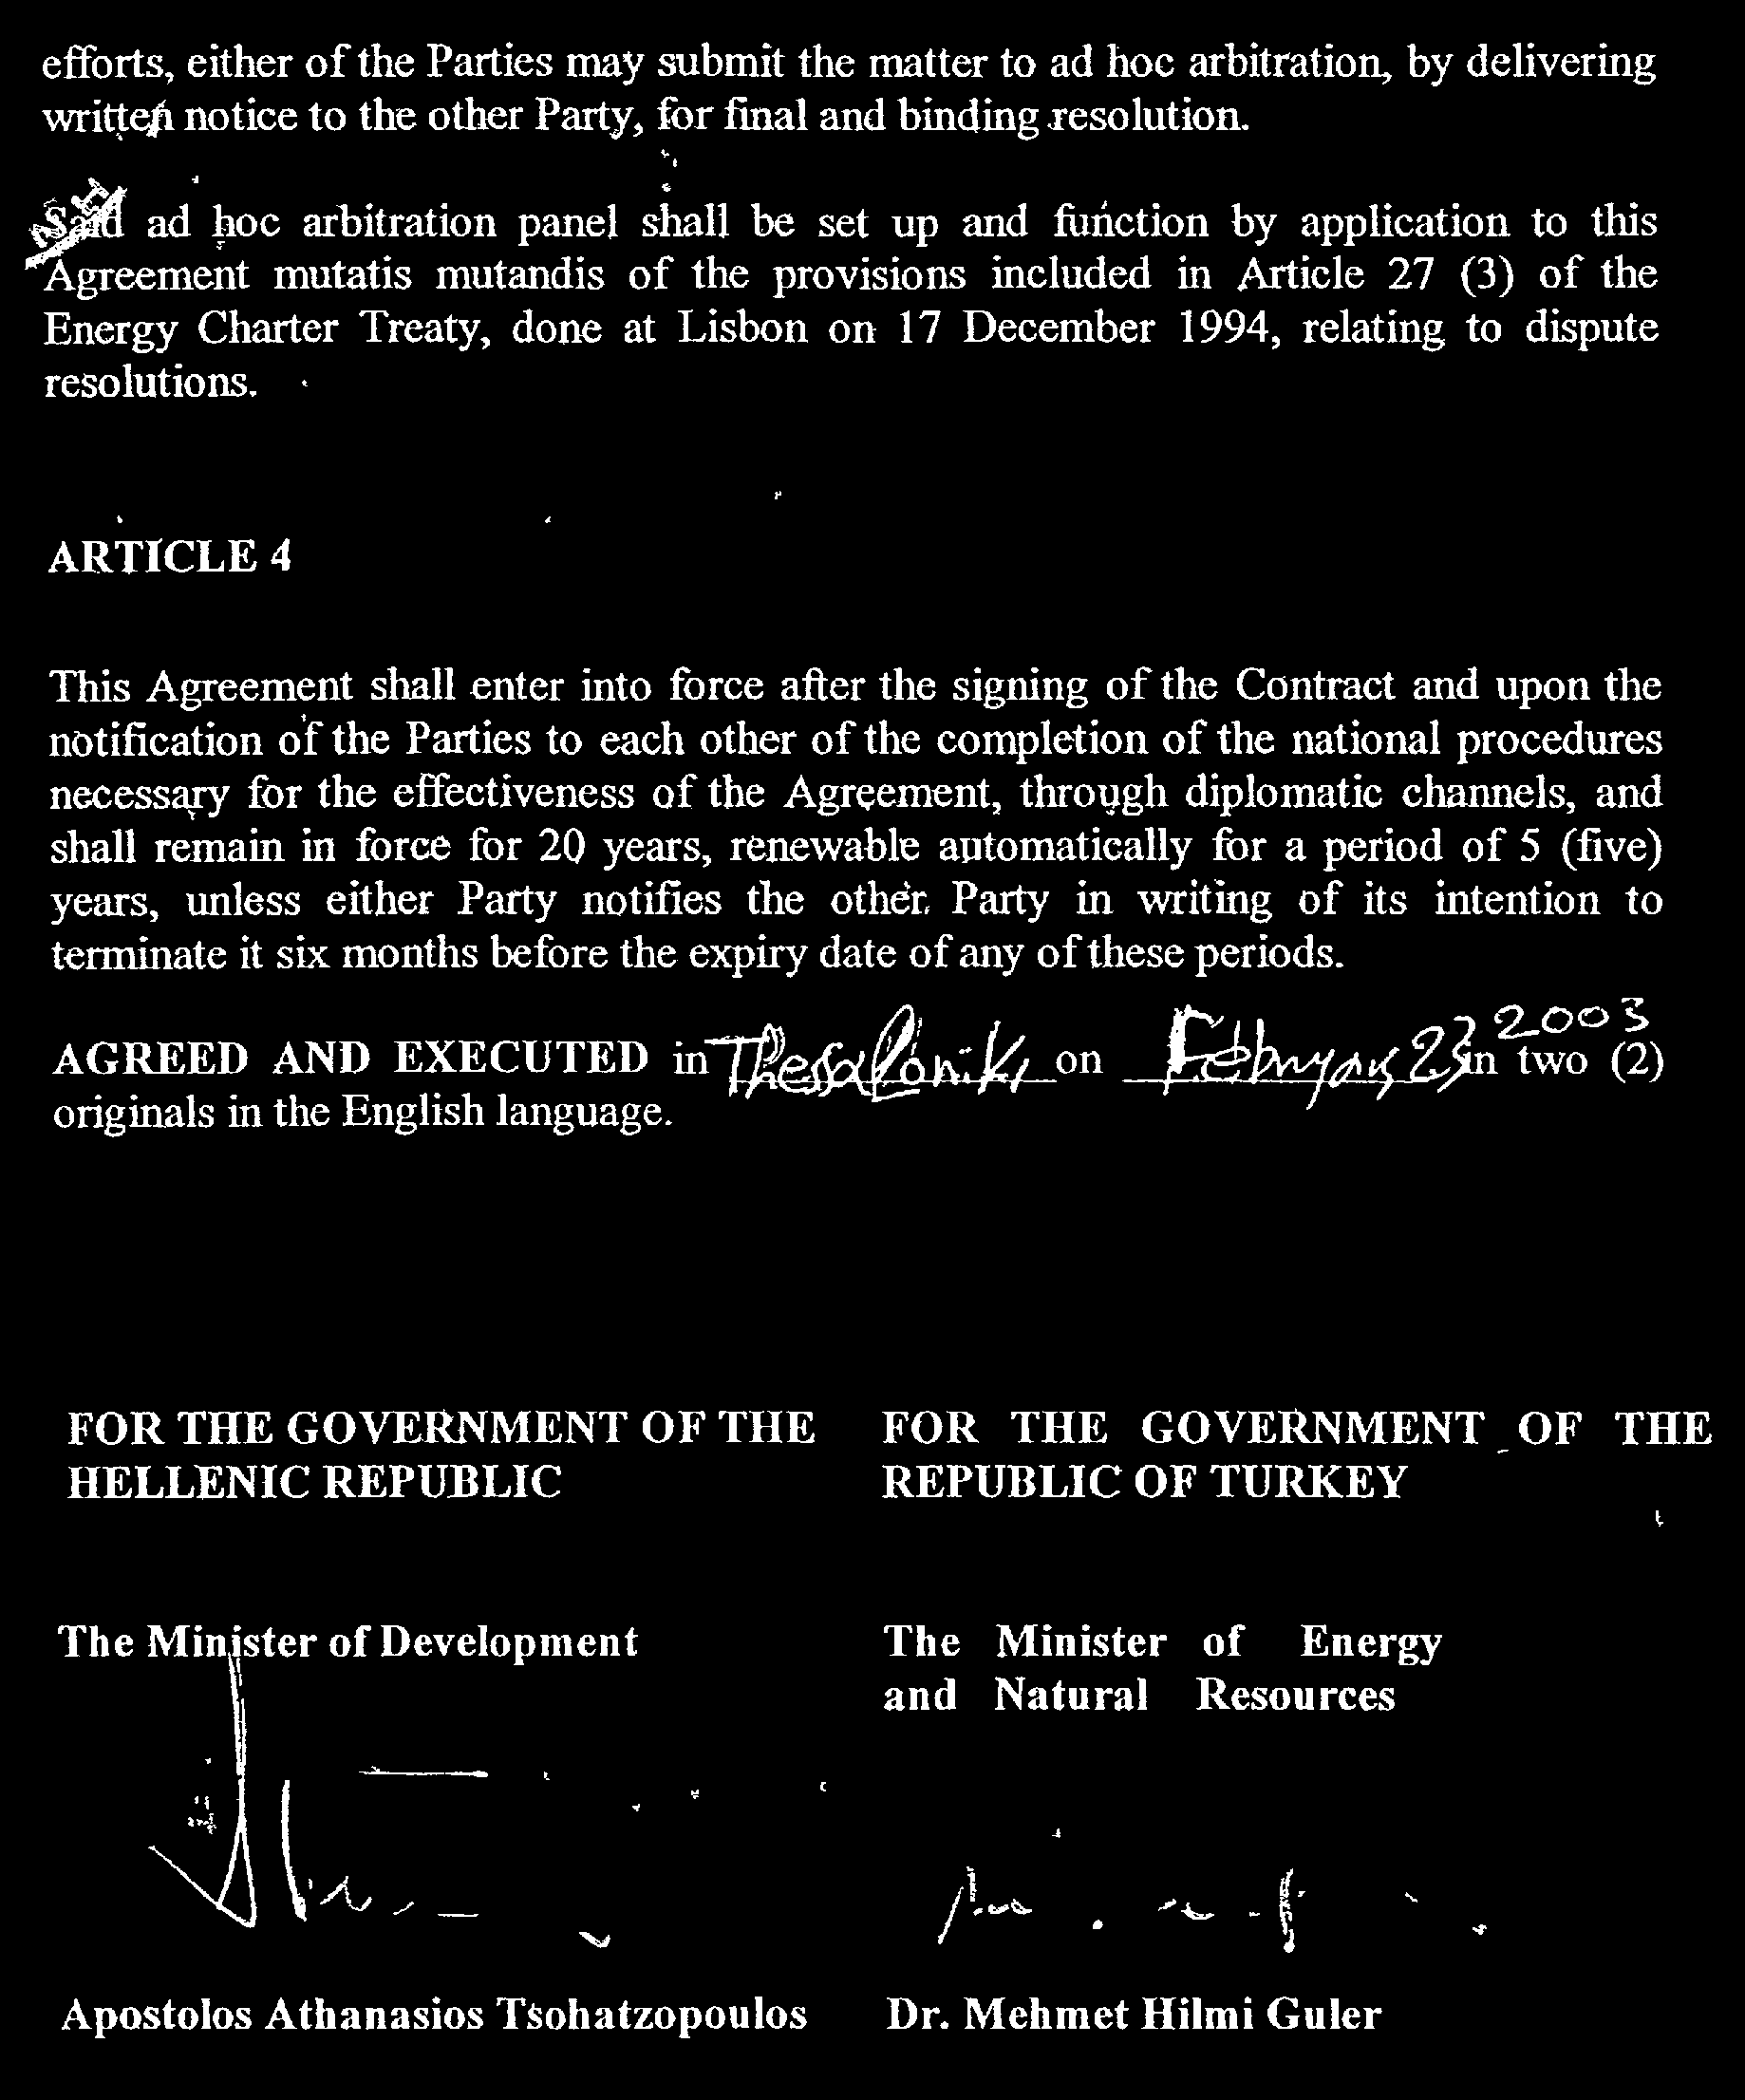 efforts, either of the Parties may submit the matter to ad hoc arbitration, by delivering
written notice to the other Party, for final and binding resolution.
Said ad hoc arbitration panel shall be set up and function by application to this
Agreement mutatis mutandis of the provisions included in Article 27 (3) of the
Energy Charter Treaty, done at Lisbon on 17 December 1994, relating to dispute
resolutions.
ARTICLE 4
This Agreement shall enter into force after the signing of the Contract and upon the
notification of the Parties to each other of the completion of the national procedures
necessary for the effectiveness of the Agreement, through diplomatic channels, and
shall remain in force for 20 years, renewable automatically for a period of 5 (five)
years, unless either Party notifies the other Party in writing of its intention to
terminate it six months before the expiry date of any of these periods.
AGREED AND EXECUTED in Thesaloniki on February 23 2003 in two (2)
originals in the English language.
FOR THE GOVERNMENT OF THE
HELLENIC REPUBLIC
FOR THE GOVERNMENT OF THE
REPUBLIC OF TURKEY
The Minister of Development
The Minister of Energy
and Natural Resources
Apostolos Athanasios Tsohatzopoulos
Dr. Mehmet Hilmi Guler